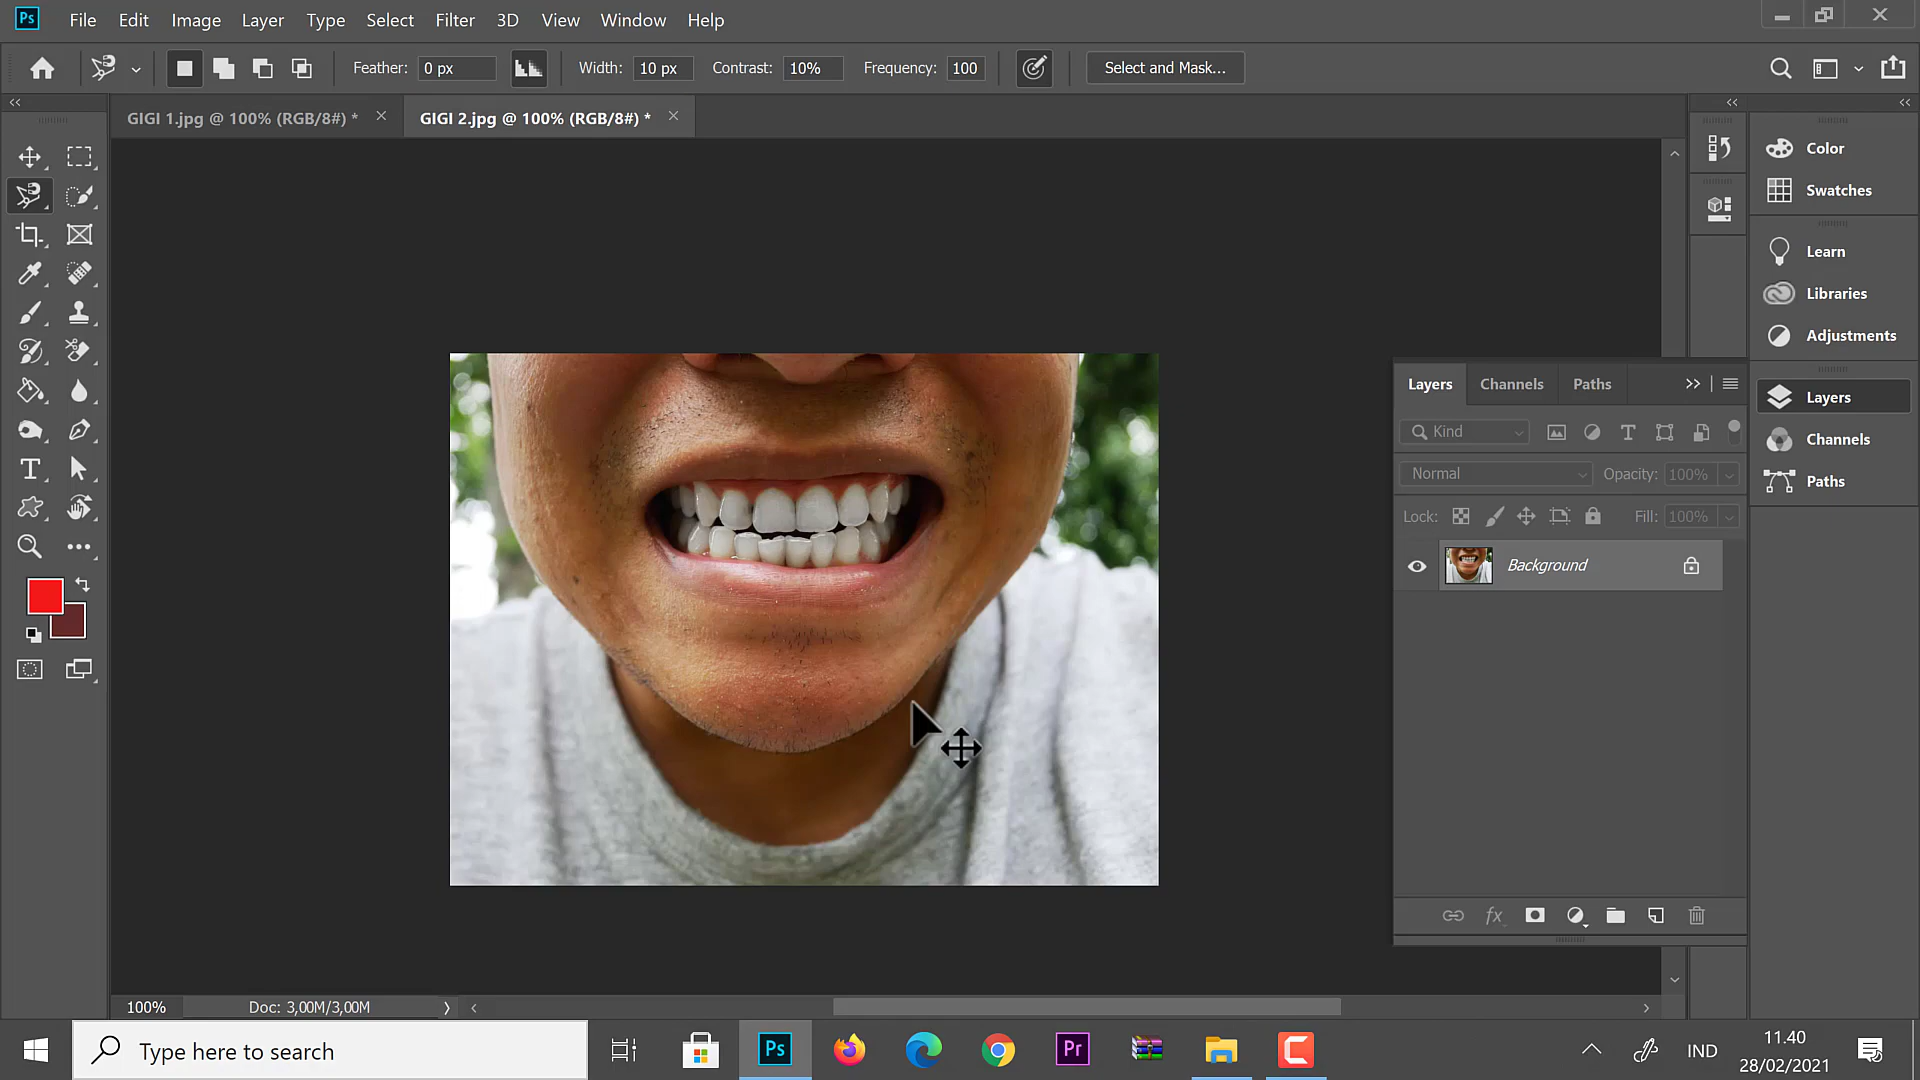 Ps File Edit Image Layer Type Select Filter 3D View Window Help
Feather: 0 px Width: 10 px Contrast: 10% Frequency: 100 Select and Mask...
GIGI 1.jpg @ 100% (RGB/8#) *
GIGI 2.jpg @ 100% (RGB/8#) *
Color
Swatches
Learn
Libraries
Adjustments
Layers
Channels
Paths
Layers Channels Paths
Kind
Normal Opacity: 100%
Lock: Fill: 100%
Background
fx
100% Doc: 3,00M/3,00M
Type here to search
Ps
Pr
IND
11.40
28/02/2021